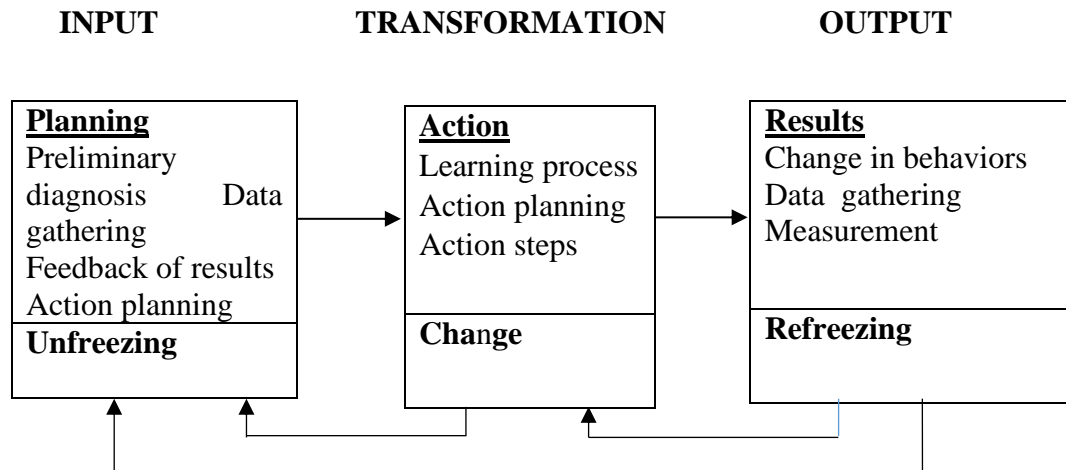 INPUT TRANSFORMATION OUTPUT
Planning
Preliminary
diagnosis Data
gathering
Feedback of results
Action planning
Unfreezing
Action
Learning process
Action planning
Action steps
Change
Results
Change in behaviors
Data gathering
Measurement
Refreezing